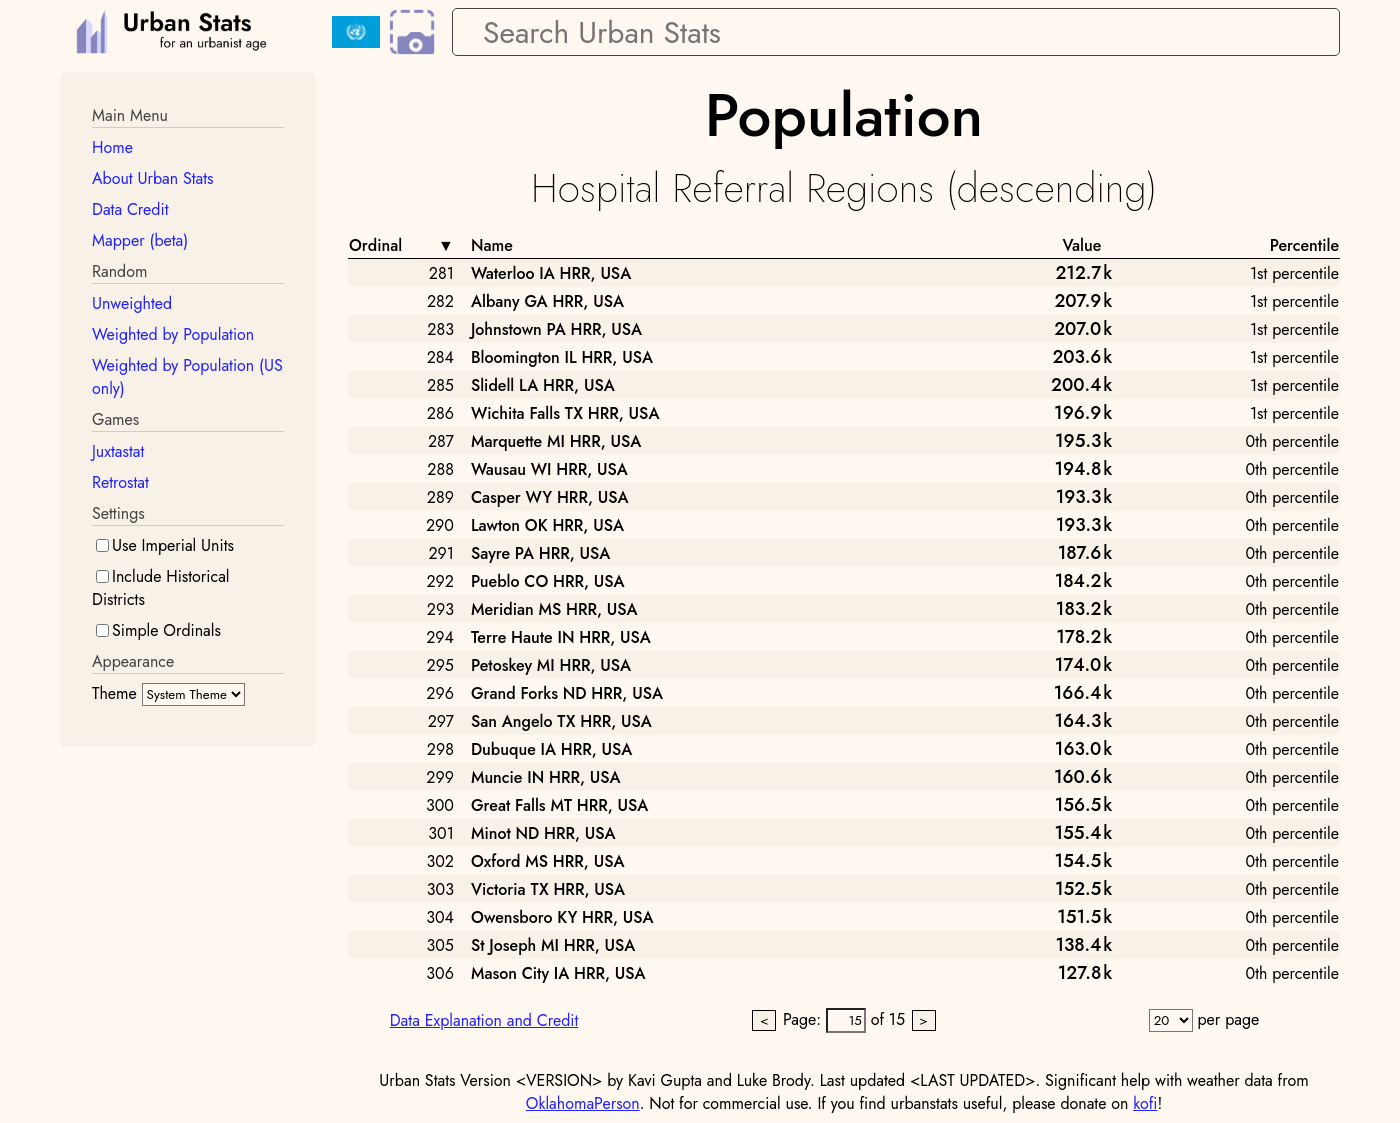 Urban Stats
for an urbanist age
Search Urban Stats
Main Menu
Home
About Urban Stats
Data Credit
Mapper (beta)
Random
Unweighted
Weighted by Population
Weighted by Population (US
only)
Games
Juxtastat
Retrostat
Settings
Use Imperial Units
Include Historical
Districts
Simple Ordinals
Appearance
Theme System Theme
Population
Hospital Referral Regions (descending)
Ordinal ▼ Name Value Percentile
281 Waterloo IA HRR, USA 212.7k 1st percentile
282 Albany GA HRR, USA 207.9k 1st percentile
283 Johnstown PA HRR, USA 207.0k 1st percentile
284 Bloomington IL HRR, USA 203.6k 1st percentile
285 Slidell LA HRR, USA 200.4k 1st percentile
286 Wichita Falls TX HRR, USA 196.9k 1st percentile
287 Marquette MI HRR, USA 195.3k 0th percentile
288 Wausau WI HRR, USA 194.8k 0th percentile
289 Casper WY HRR, USA 193.3k 0th percentile
290 Lawton OK HRR, USA 193.3k 0th percentile
291 Sayre PA HRR, USA 187.6k 0th percentile
292 Pueblo CO HRR, USA 184.2k 0th percentile
293 Meridian MS HRR, USA 183.2k 0th percentile
294 Terre Haute IN HRR, USA 178.2k 0th percentile
295 Petoskey MI HRR, USA 174.0k 0th percentile
296 Grand Forks ND HRR, USA 166.4k 0th percentile
297 San Angelo TX HRR, USA 164.3k 0th percentile
298 Dubuque IA HRR, USA 163.0k 0th percentile
299 Muncie IN HRR, USA 160.6k 0th percentile
300 Great Falls MT HRR, USA 156.5k 0th percentile
301 Minot ND HRR, USA 155.4k 0th percentile
302 Oxford MS HRR, USA 154.5k 0th percentile
303 Victoria TX HRR, USA 152.5k 0th percentile
304 Owensboro KY HRR, USA 151.5k 0th percentile
305 St Joseph MI HRR, USA 138.4k 0th percentile
306 Mason City IA HRR, USA 127.8k 0th percentile
Data Explanation and Credit < Page: 15 of 15 > 20 per page
Urban Stats Version <VERSION> by Kavi Gupta and Luke Brody. Last updated <LAST UPDATED>. Significant help with weather data from
OklahomaPerson. Not for commercial use. If you find urbanstats useful, please donate on kofi!